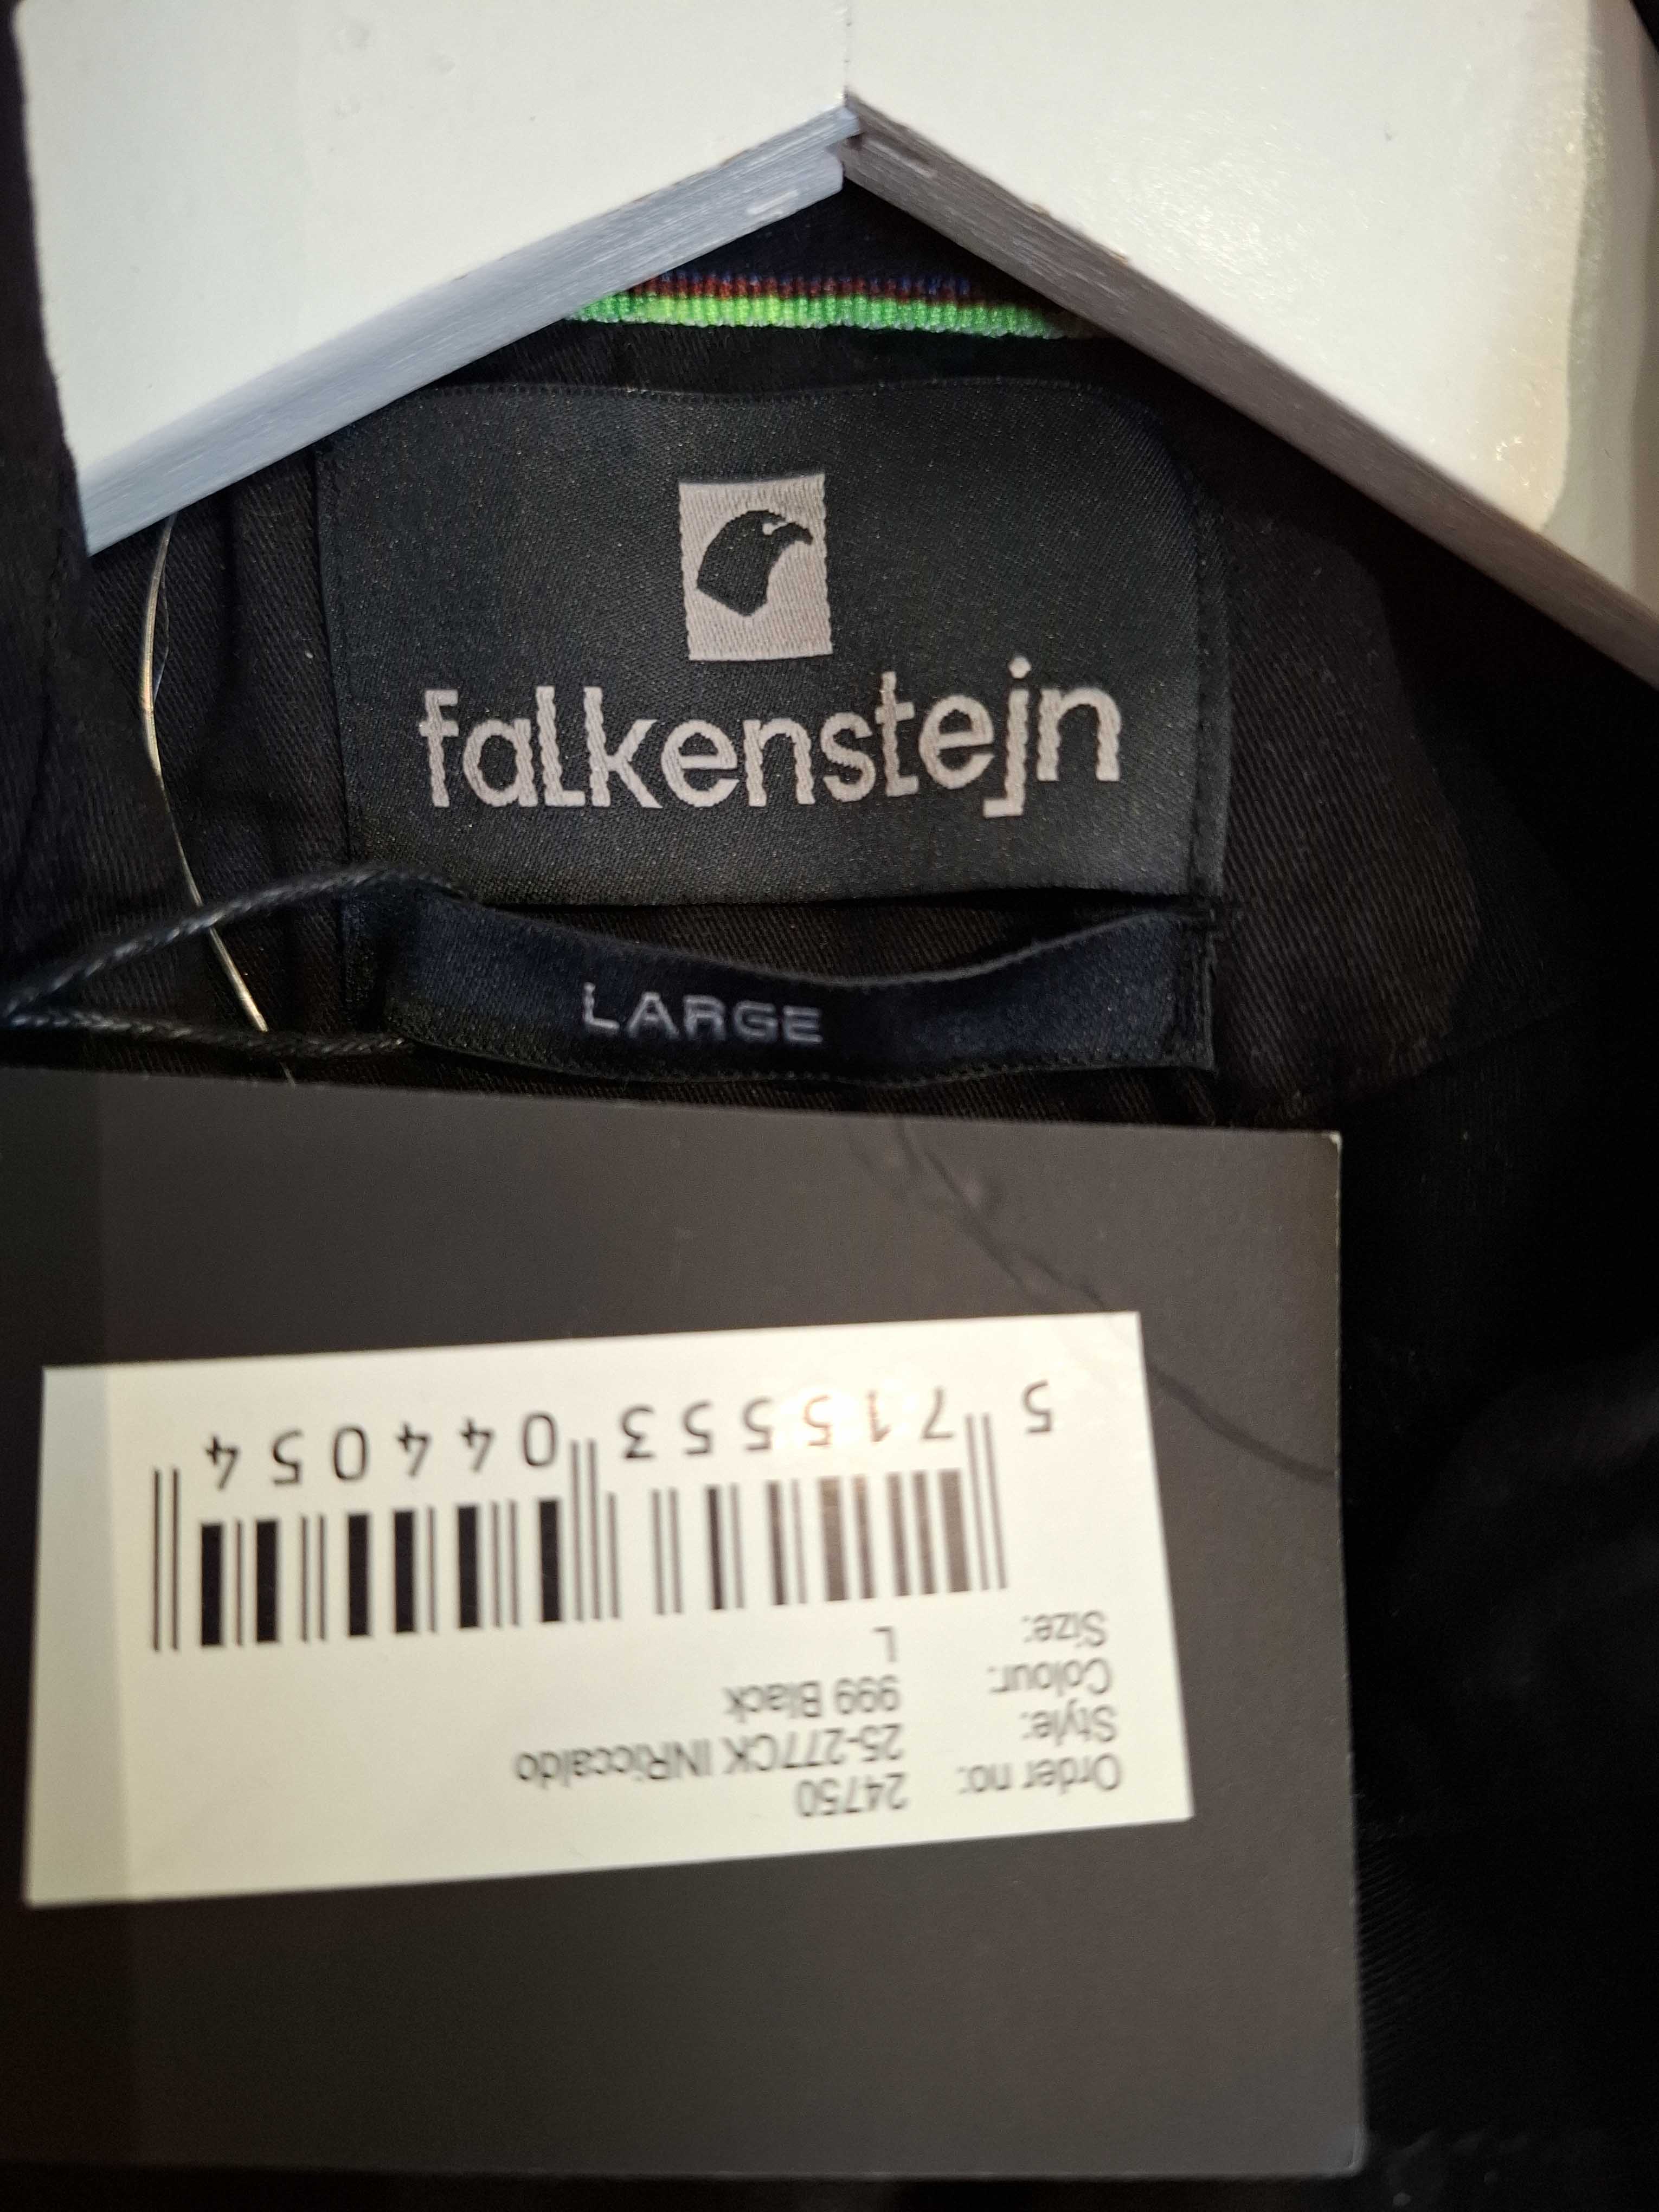 falkenstejn
LARGE
Order no: 24750
Style: 25-277CK INRiccaldo
Colour: 999 Black
Size: L
5 715553 044054